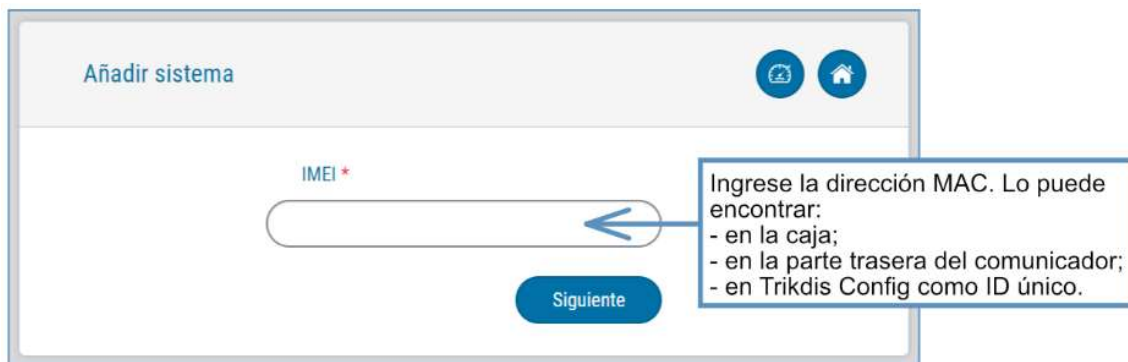 Añadir sistema
IMEI *
Ingrese la dirección MAC. Lo puede
encontrar:
- en la caja;
- en la parte trasera del comunicador;
- en Trikdis Config como ID único.
Siguiente